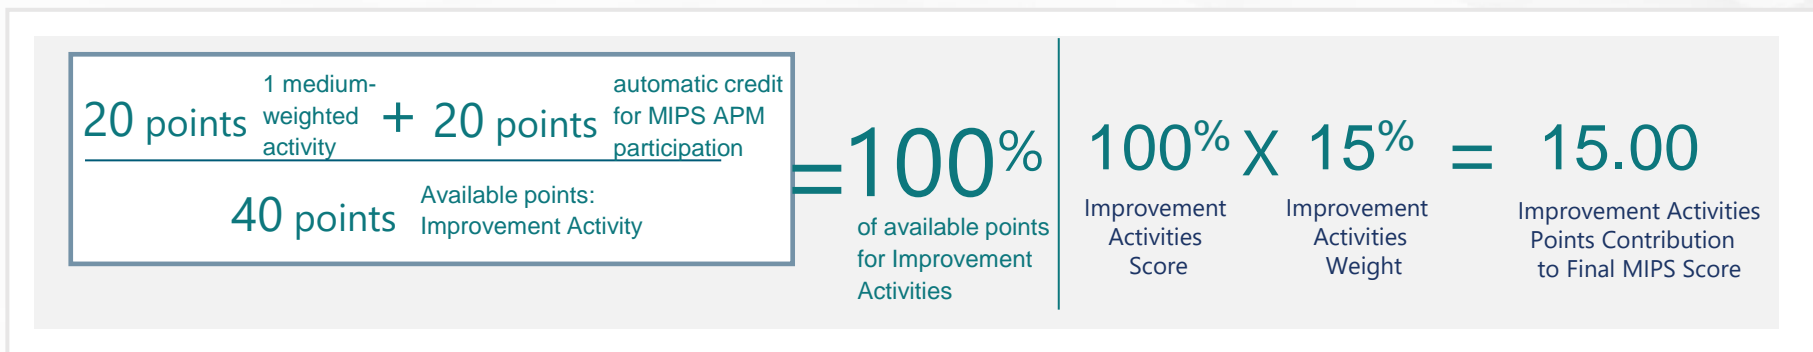 20 points
1 medium-
weighted
activity
+
20 points
automatic credit
for MIPS APM
participation
40 points
Available points:
Improvement Activity
=
100%
of available points
for Improvement
Activities
100% X 15% = 15.00
Improvement
Activities
Score
Improvement
Activities
Weight
Improvement Activities
Points Contribution
to Final MIPS Score